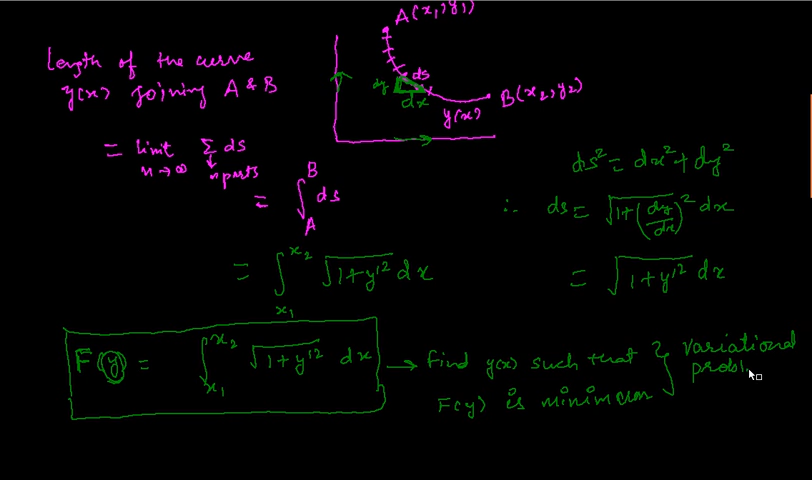 A(x₁,y₁)
Length of the curve
y(x) joining A & B
ds
dy
dx
B(x₂,y₂)
y(x)
= limit Σ ds
n→∞ n parts
= ∫_A^B ds
ds² = dx² + dy²
∴ ds = √(1+(dy/dx)²) dx
= ∫_{x₁}^{x₂} √(1+y'²) dx
= √(1+y'²) dx
F(y) = ∫_{x₁}^{x₂} √(1+y'²) dx → Find y(x) such that } variational
F(y) is minimum probl